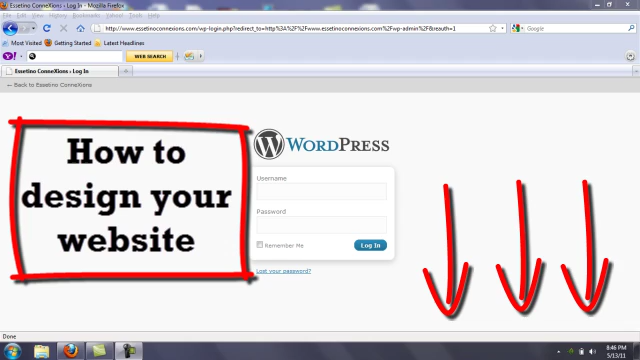 Essetino ConneXions › Log In - Mozilla Firefox
File Edit View History Bookmarks Tools Help
http://www.essetinoconnexions.com/wp-login.php?redirect_to=http%3A%2F%2Fwww.essetinoconnexions.com%2Fwp-admin%2F&reauth=1
Google
Most Visited Getting Started Latest Headlines
Y! WEB SEARCH
Essetino ConneXions › Log In
← Back to Essetino ConneXions
How to
design your
website
WORDPRESS
Username
Password
Remember Me Log In
Lost your password?
Done
8:46 PM
5/13/11